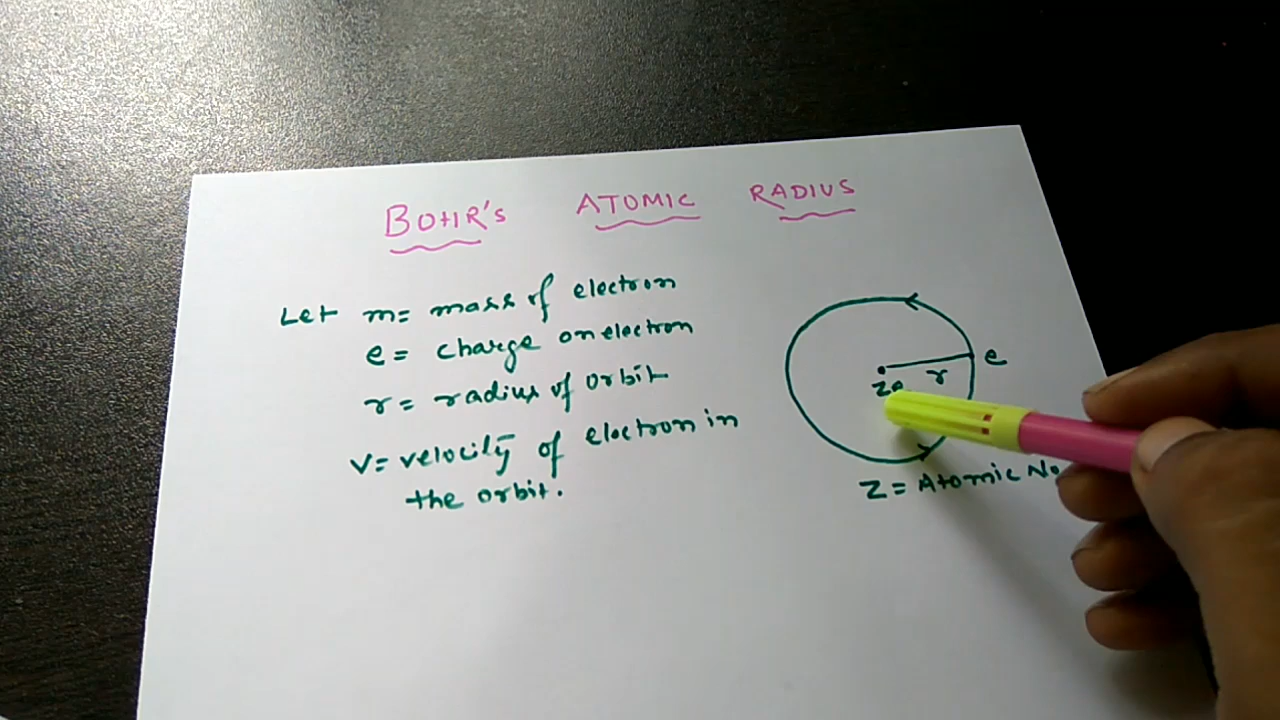 BOHR'S ATOMIC RADIUS
Let m= mass of electron
e= charge on electron
r= radius of orbit
v= velocity of electron in
the orbit.
e
r
Ze
Z= Atomic No